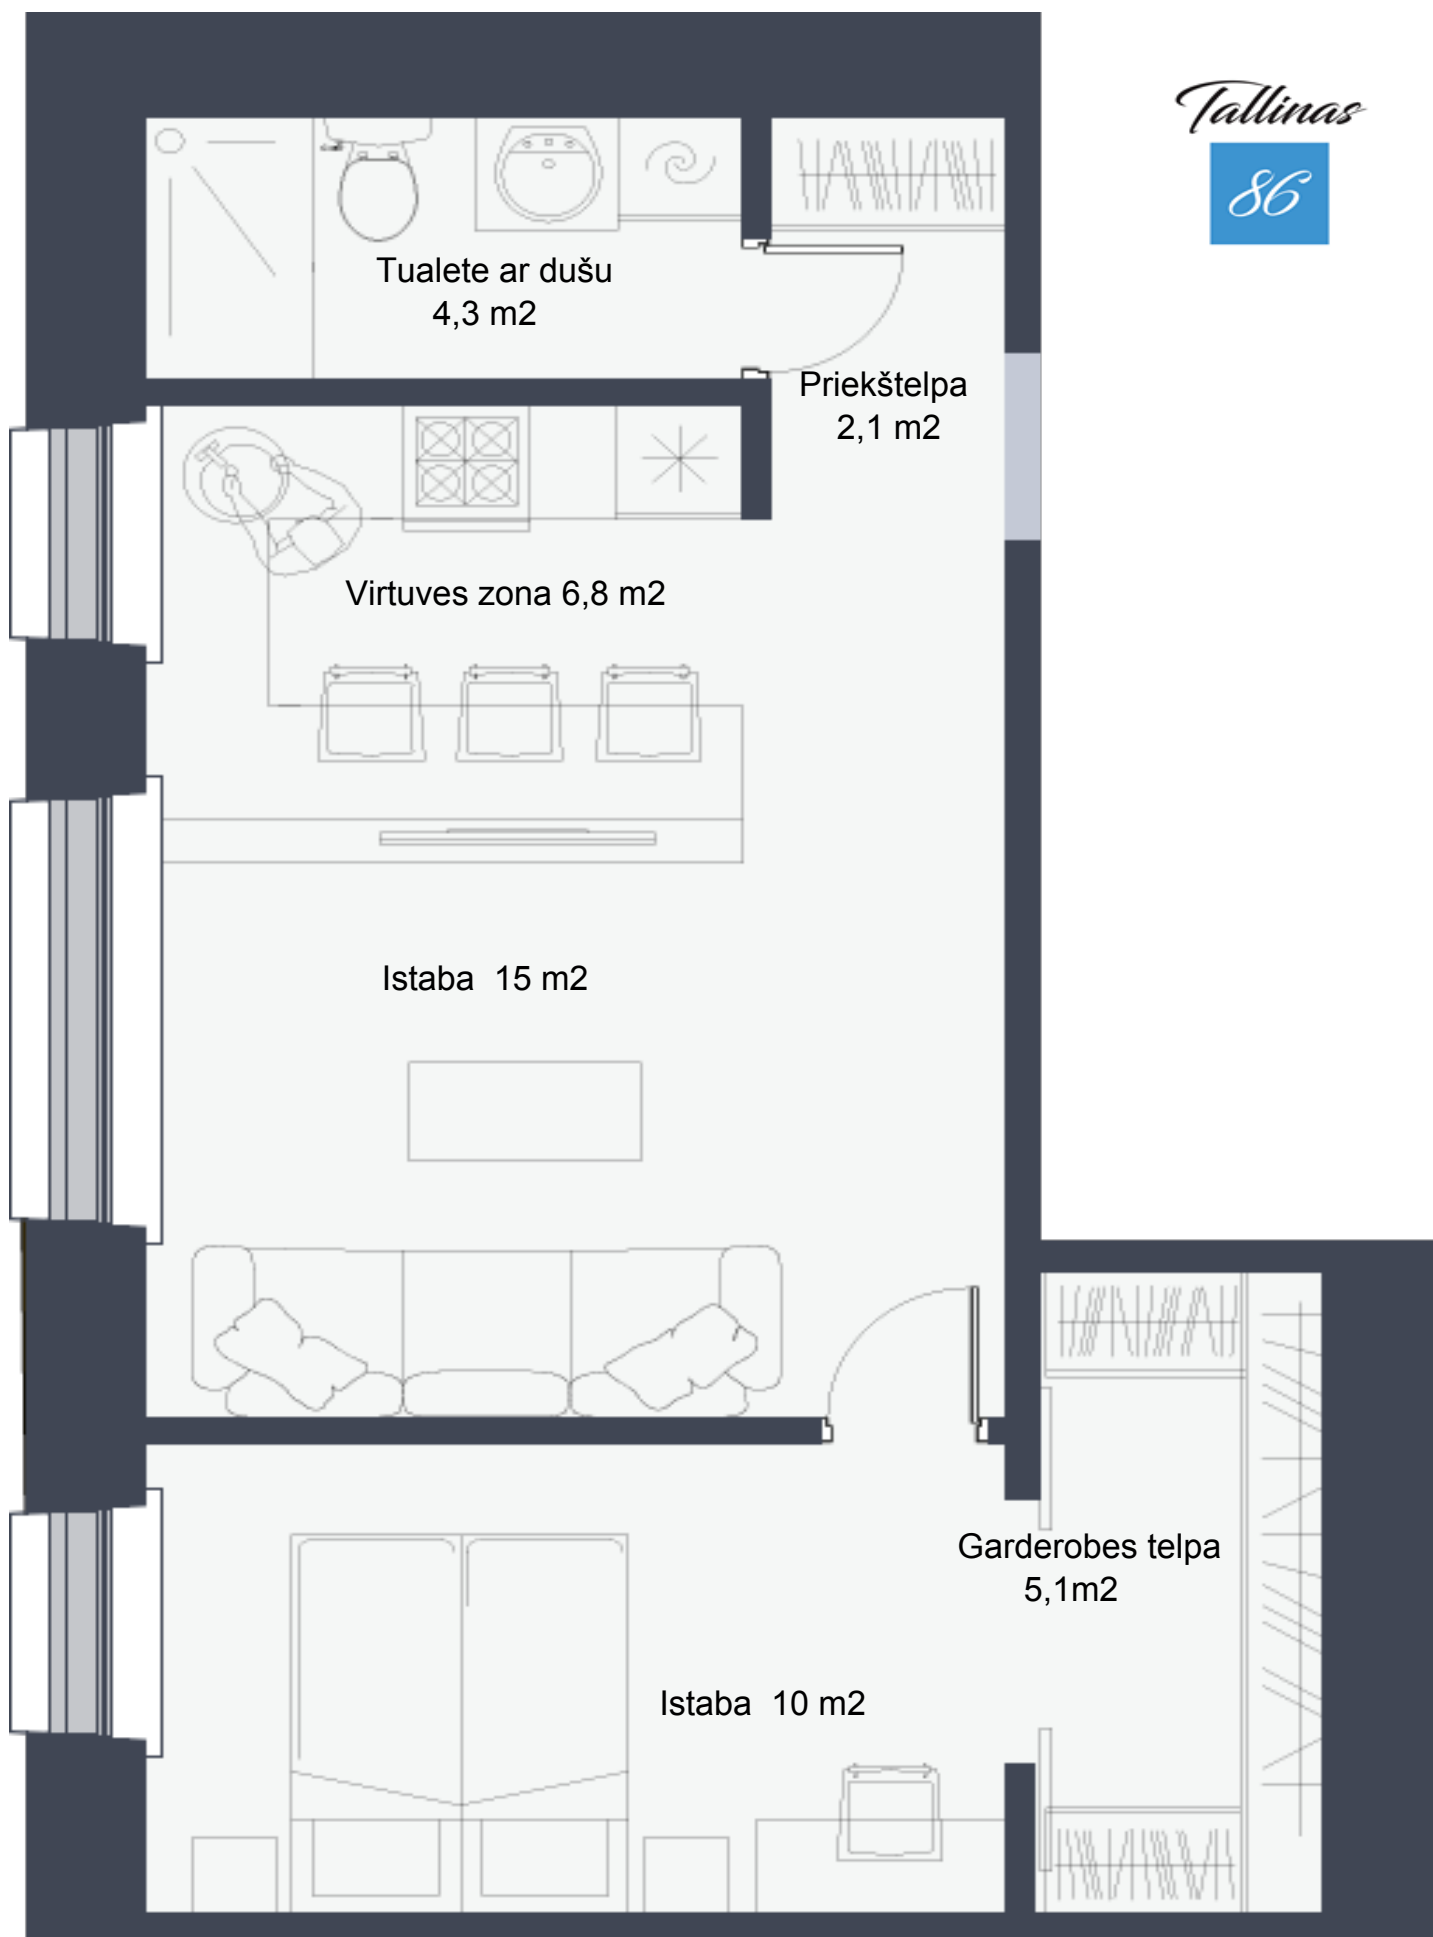 Tallinas
86
Tualete ar dušu
4,3 m2
Priekštelpa
2,1 m2
Virtuves zona 6,8 m2
Istaba  15 m2
Garderobes telpa
5,1m2
Istaba  10 m2